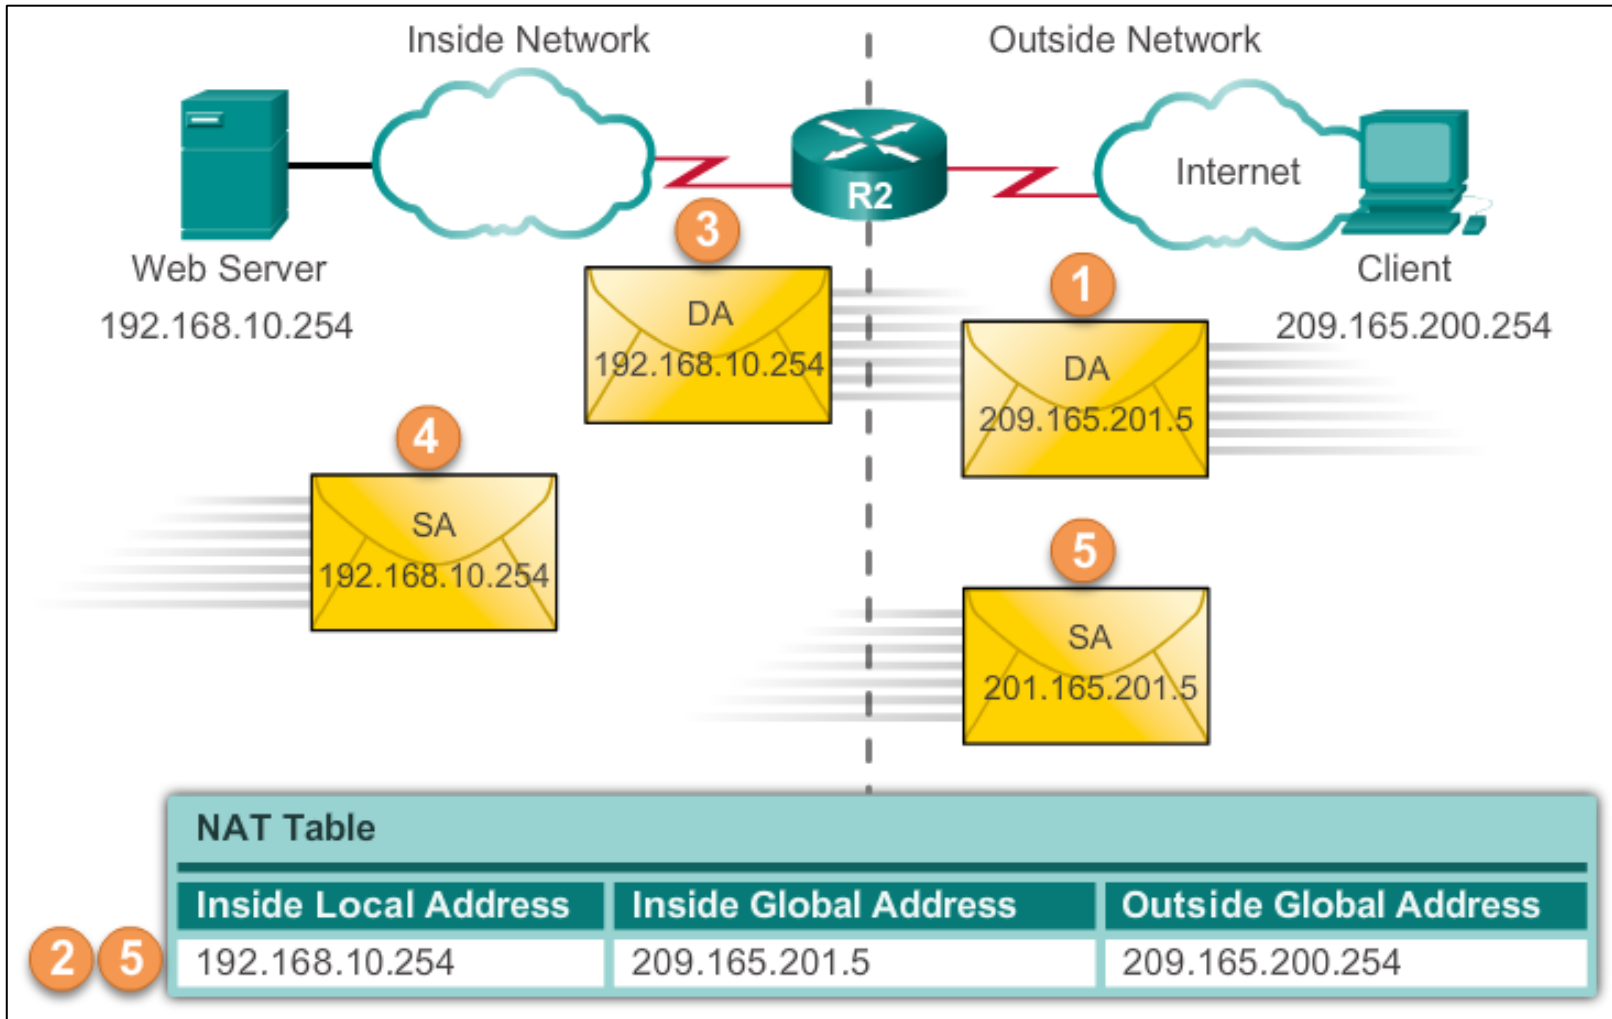 Inside Network
Outside Network
R2
Internet
Web Server
192.168.10.254
Client
209.165.200.254
3
DA
192.168.10.254
1
DA
209.165.201.5
4
SA
192.168.10.254
5
SA
201.165.201.5
NAT Table
Inside Local Address Inside Global Address Outside Global Address
2 5 192.168.10.254 209.165.201.5 209.165.200.254